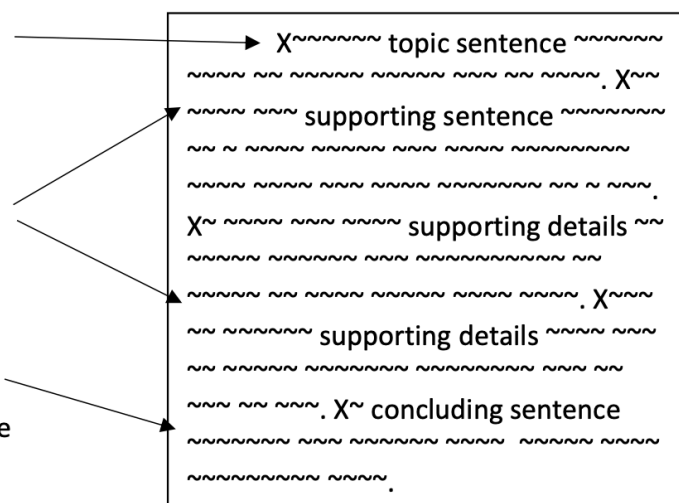 X~~~~~~ topic sentence ~~~~~~
~~~~ ~~ ~~~~~ ~~~~~ ~~~ ~~ ~~~~. X~~
~~~~ ~~~ supporting sentence ~~~~~~~
~~ ~ ~~~~ ~~~~~ ~~~ ~~~~ ~~~~~~~~
~~~~ ~~~~ ~~~ ~~~~ ~~~~~~~ ~~ ~ ~~~.
X~ ~~~~ ~~~ ~~~~ supporting details ~~
~~~~~ ~~~~~~ ~~~ ~~~~~~~~~~ ~~
~~~~~ ~~ ~~~~ ~~~~~ ~~~~ ~~~~. X~~~
~~ ~~~~~~ supporting details ~~~~ ~~~
~~ ~~~~~ ~~~~~~~ ~~~~~~~~ ~~~ ~~
~~~ ~~ ~~~. X~ concluding sentence
e
~~~~~~~ ~~~ ~~~~~~ ~~~~ ~~~~~ ~~~~
~~~~~~~~~ ~~~~.